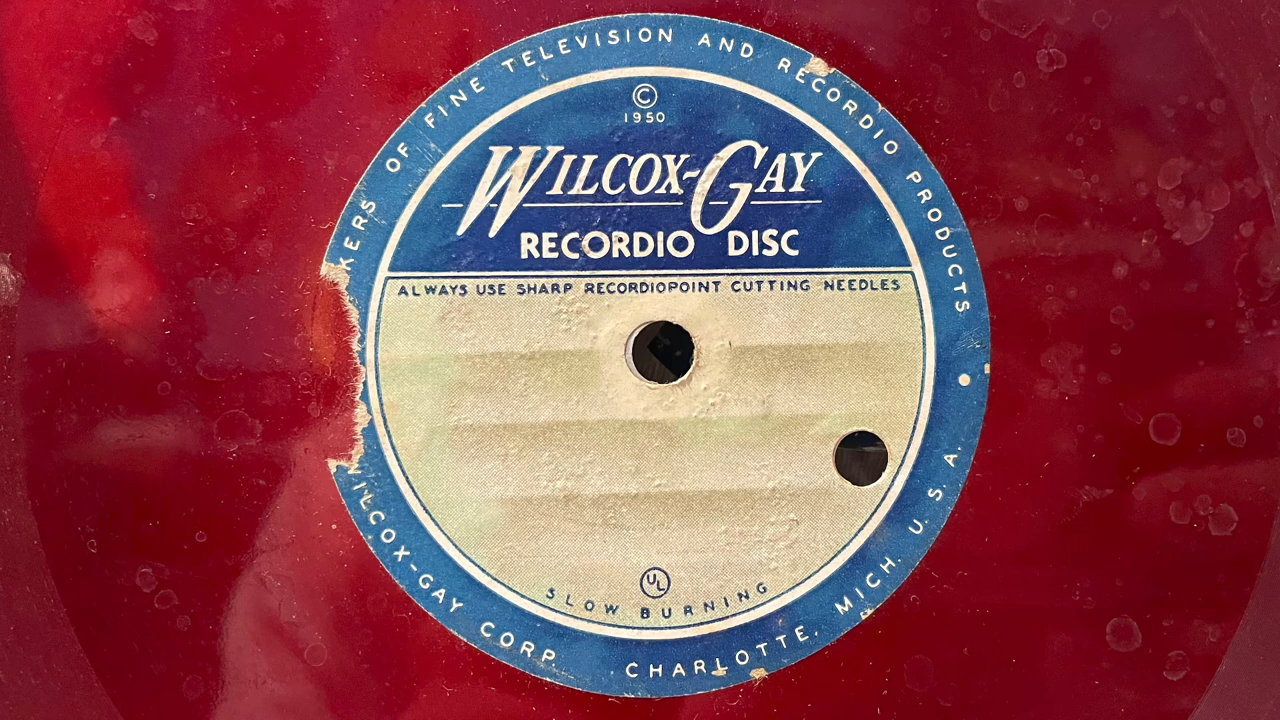 KERS OF FINE TELEVISION AND RECORDIO PRODUCTS
© 1950
WILCOX-GAY
RECORDIO DISC
ALWAYS USE SHARP RECORDIOPOINT CUTTING NEEDLES
UL
SLOW BURNING
WILCOX-GAY CORP. CHARLOTTE, MICH. U. S. A.